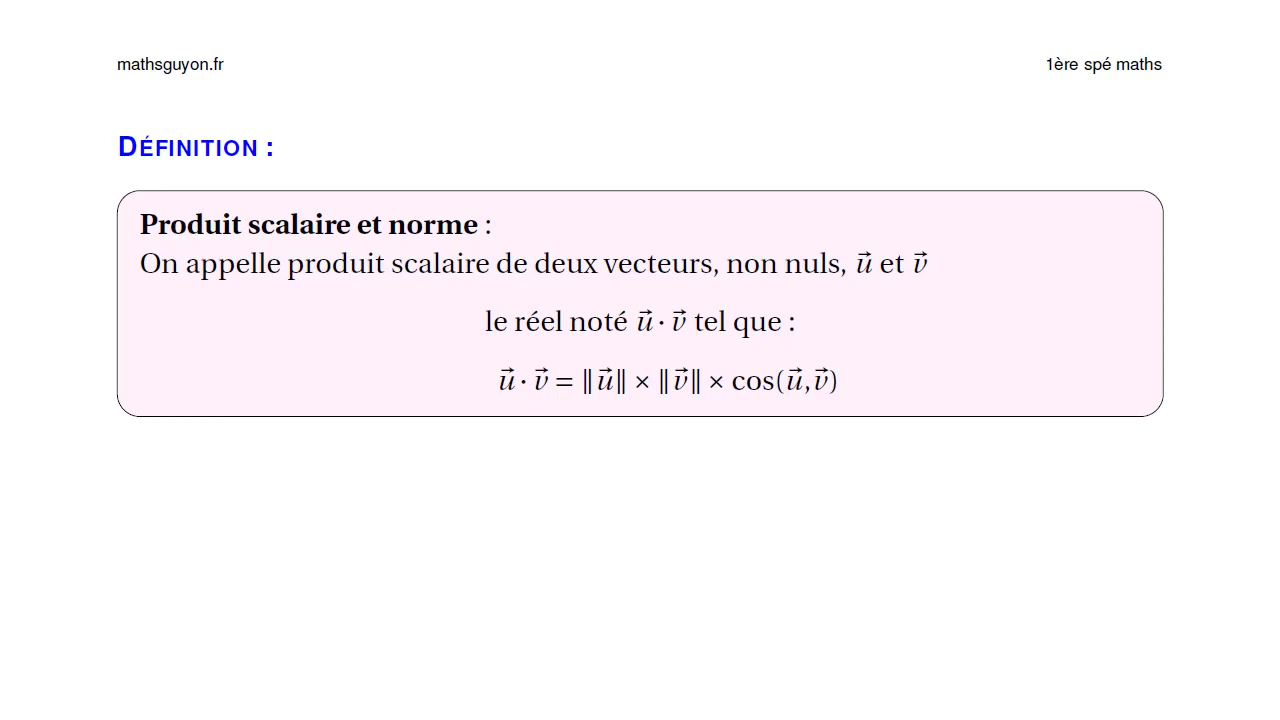 mathsguyon.fr
1ère spé maths
DÉFINITION :
Produit scalaire et norme :
On appelle produit scalaire de deux vecteurs, non nuls, u⃗ et v⃗
le réel noté u⃗ · v⃗ tel que :
u⃗ · v⃗ = ‖u⃗‖ × ‖v⃗‖ × cos(u⃗,v⃗)